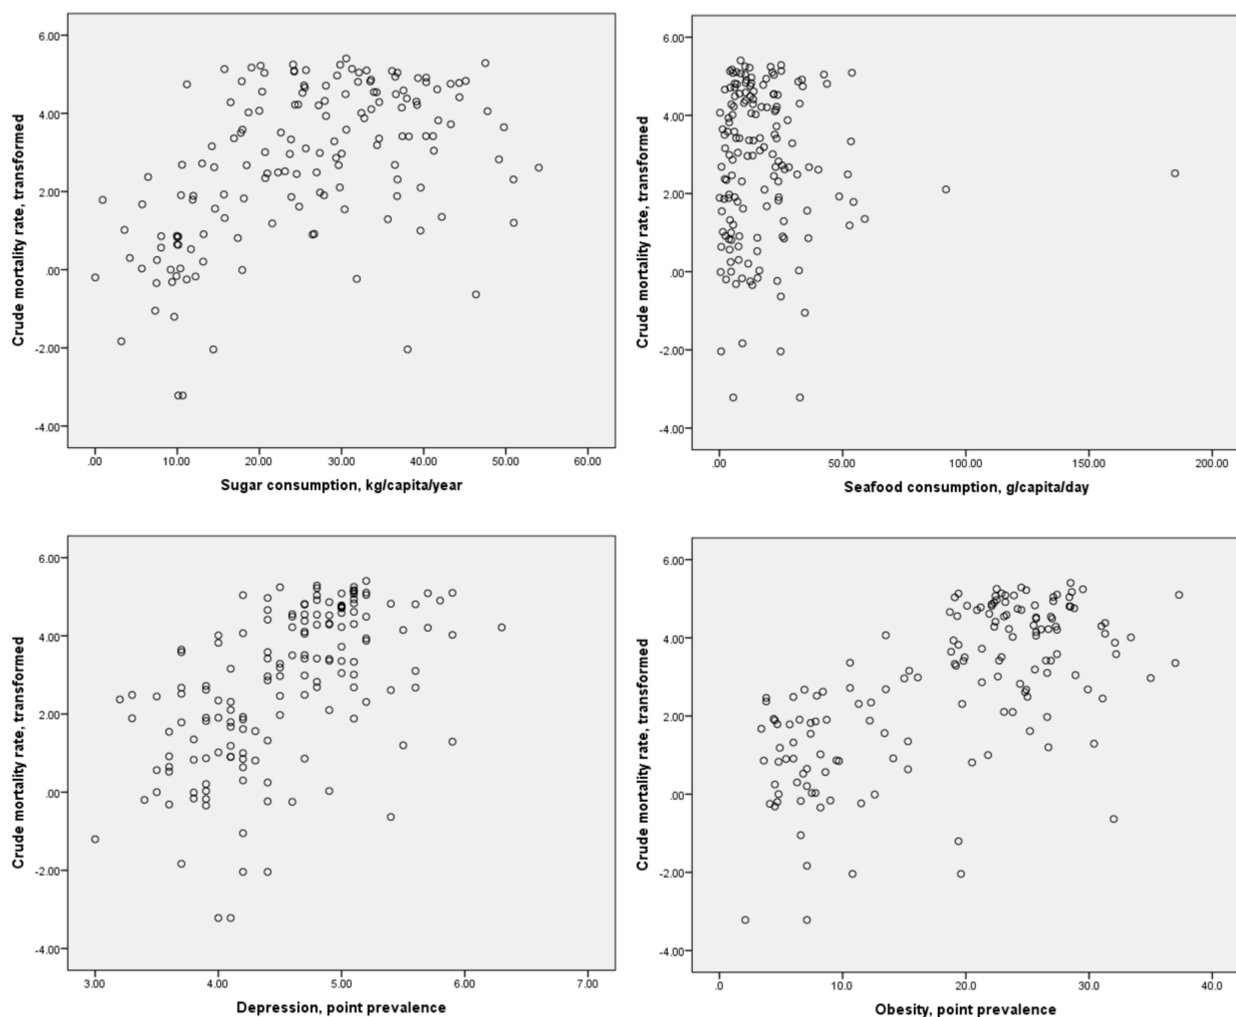 6.00
4.00
2.00
.00
-2.00
-4.00
Crude mortality rate, transformed
.00 10.00 20.00 30.00 40.00 50.00 60.00
Sugar consumption, kg/capita/year
6.00
4.00
2.00
.00
-2.00
-4.00
Crude mortality rate, transformed
.00 50.00 100.00 150.00 200.00
Seafood consumption, g/capita/day
6.00
4.00
2.00
.00
-2.00
-4.00
Crude mortality rate, transformed
3.00 4.00 5.00 6.00 7.00
Depression, point prevalence
6.00
4.00
2.00
.00
-2.00
-4.00
Crude mortality rate, transformed
.0 10.0 20.0 30.0 40.0
Obesity, point prevalence